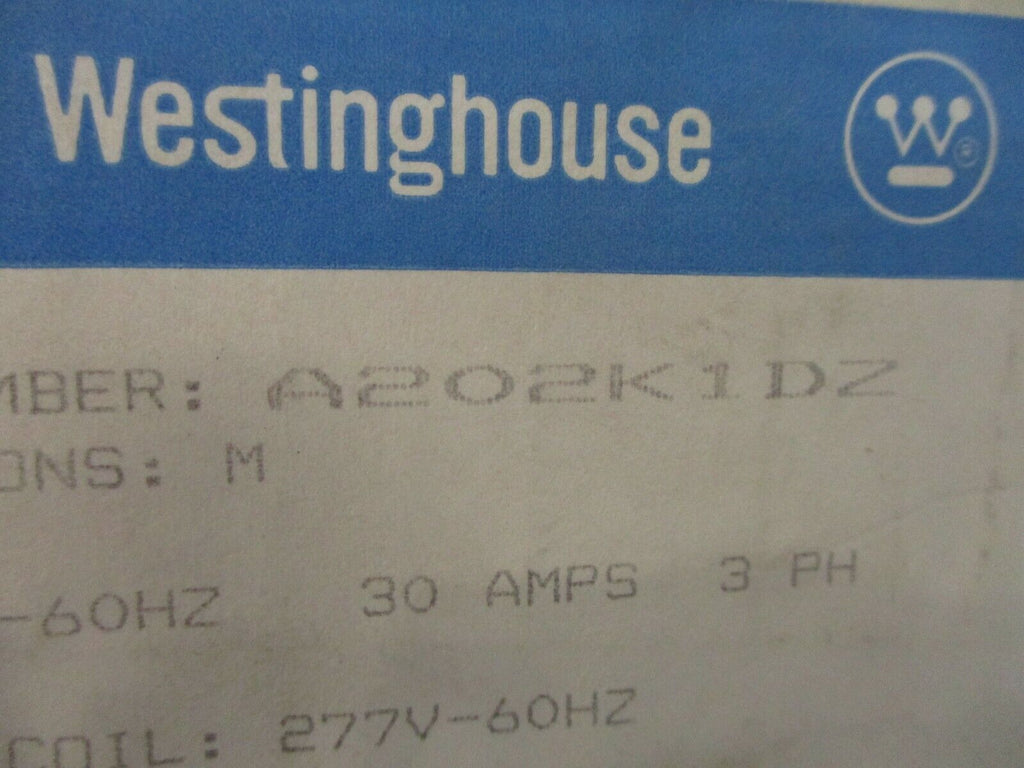 Westinghouse
W ®
MBER: A202K1DZ
ONS: M
-60HZ 30 AMPS 3 PH
COIL: 277V-60HZ